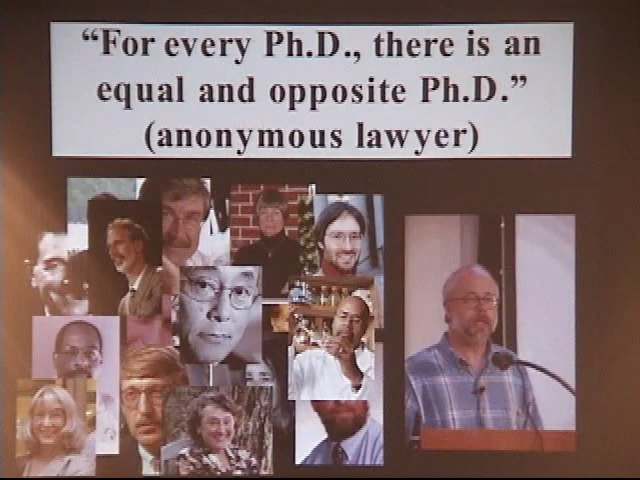 “For every Ph.D., there is an
equal and opposite Ph.D.”
(anonymous lawyer)